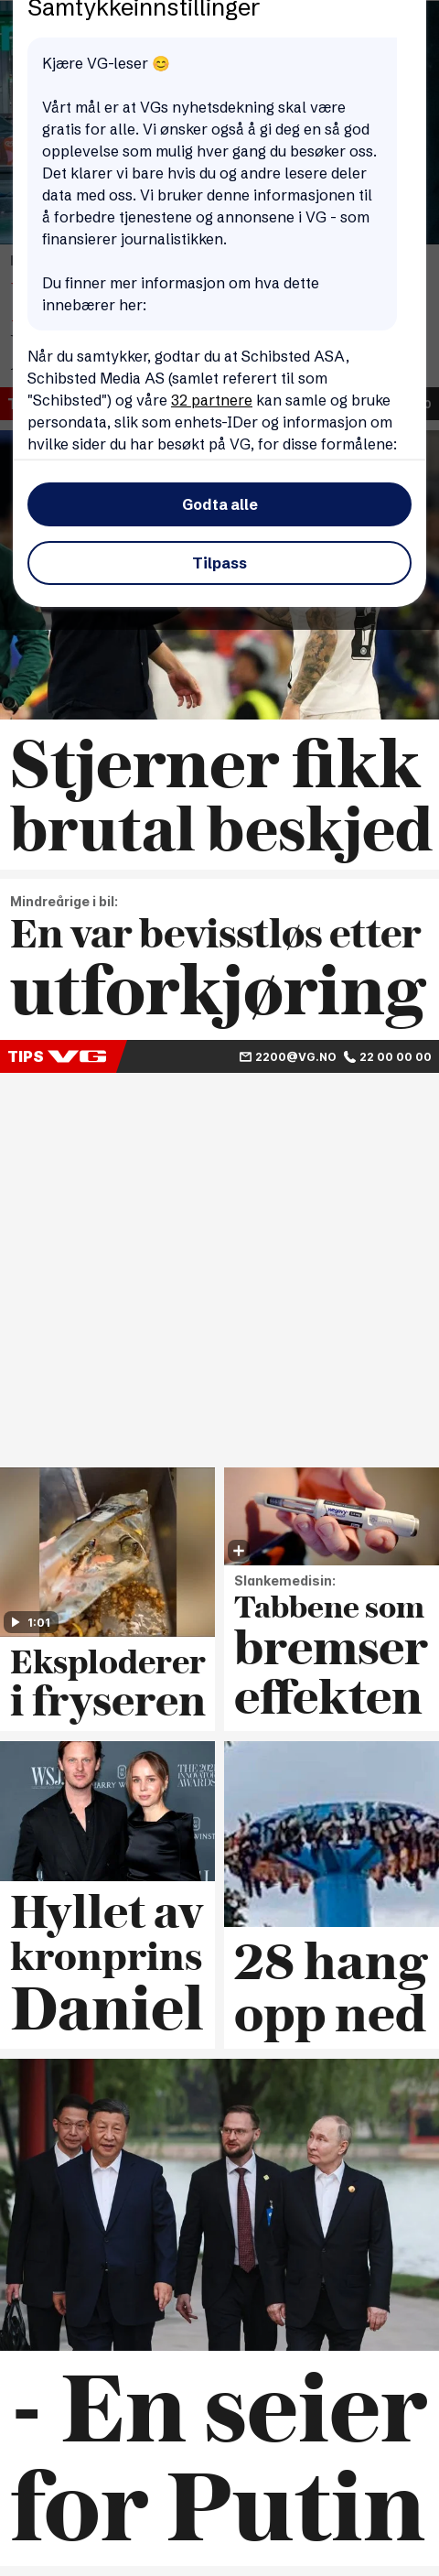 Samtykkeinnstillinger
Kjære VG-leser 😊
Vårt mål er at VGs nyhetsdekning skal være
gratis for alle. Vi ønsker også å gi deg en så god
opplevelse som mulig hver gang du besøker oss.
Det klarer vi bare hvis du og andre lesere deler
data med oss. Vi bruker denne informasjonen til
å forbedre tjenestene og annonsene i VG - som
finansierer journalistikken.
Du finner mer informasjon om hva dette
innebærer her:
Når du samtykker, godtar du at Schibsted ASA,
Schibsted Media AS (samlet referert til som
"Schibsted") og våre 32 partnere kan samle og bruke
persondata, slik som enhets-IDer og informasjon om
hvilke sider du har besøkt på VG, for disse formålene:
Godta alle
Tilpass
Stjerner fikk
brutal beskjed
Mindreårige i bil:
En var bevisstløs etter
utforkjøring
TIPS VG 2200@VG.NO 22 00 00 00
1:01
Eksploderer
i fryseren
Slankemedisin:
Tabbene som
bremser
effekten
WSJ.
Hyllet av
kronprins
Daniel
28 hang
opp ned
- En seier
for Putin